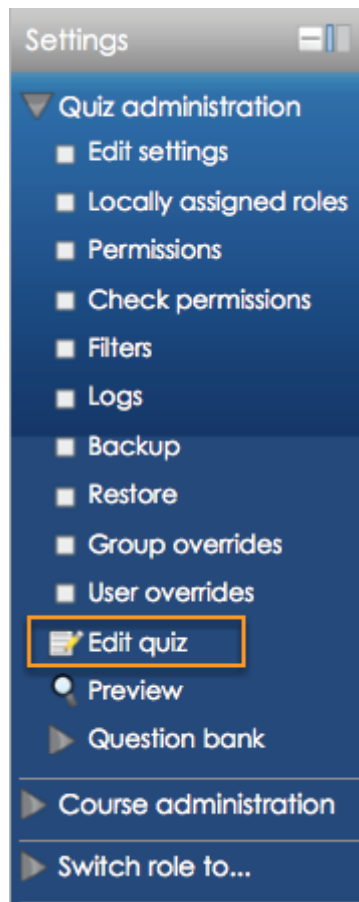 Settings
Quiz administration
Edit settings
Locally assigned roles
Permissions
Check permissions
Filters
Logs
Backup
Restore
Group overrides
User overrides
Edit quiz
Preview
Question bank
Course administration
Switch role to...